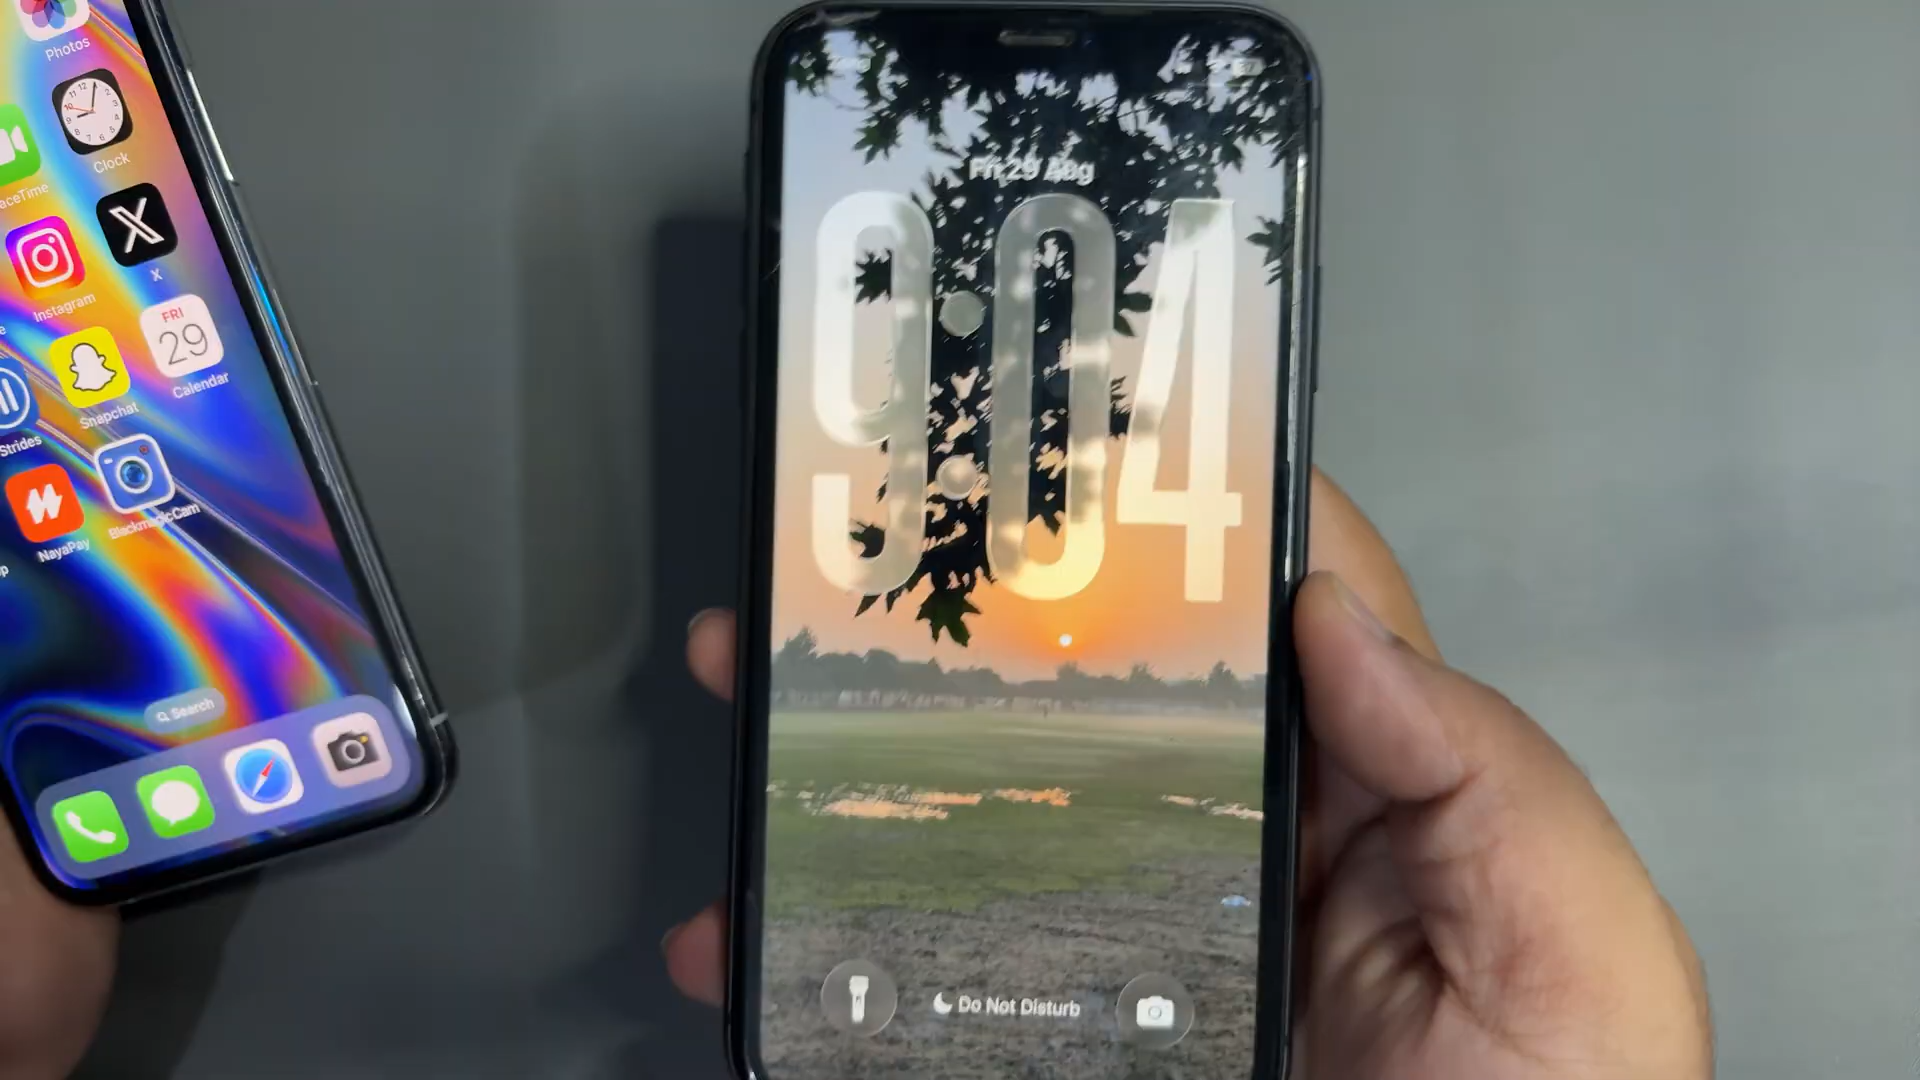 Photos
Clock
aceTime
X
Instagram
FRI
29
Calendar
Snapchat
Strides
NayaPay
BlackmagicCam
p
Search
Fri 29 Aug
9:04
Do Not Disturb